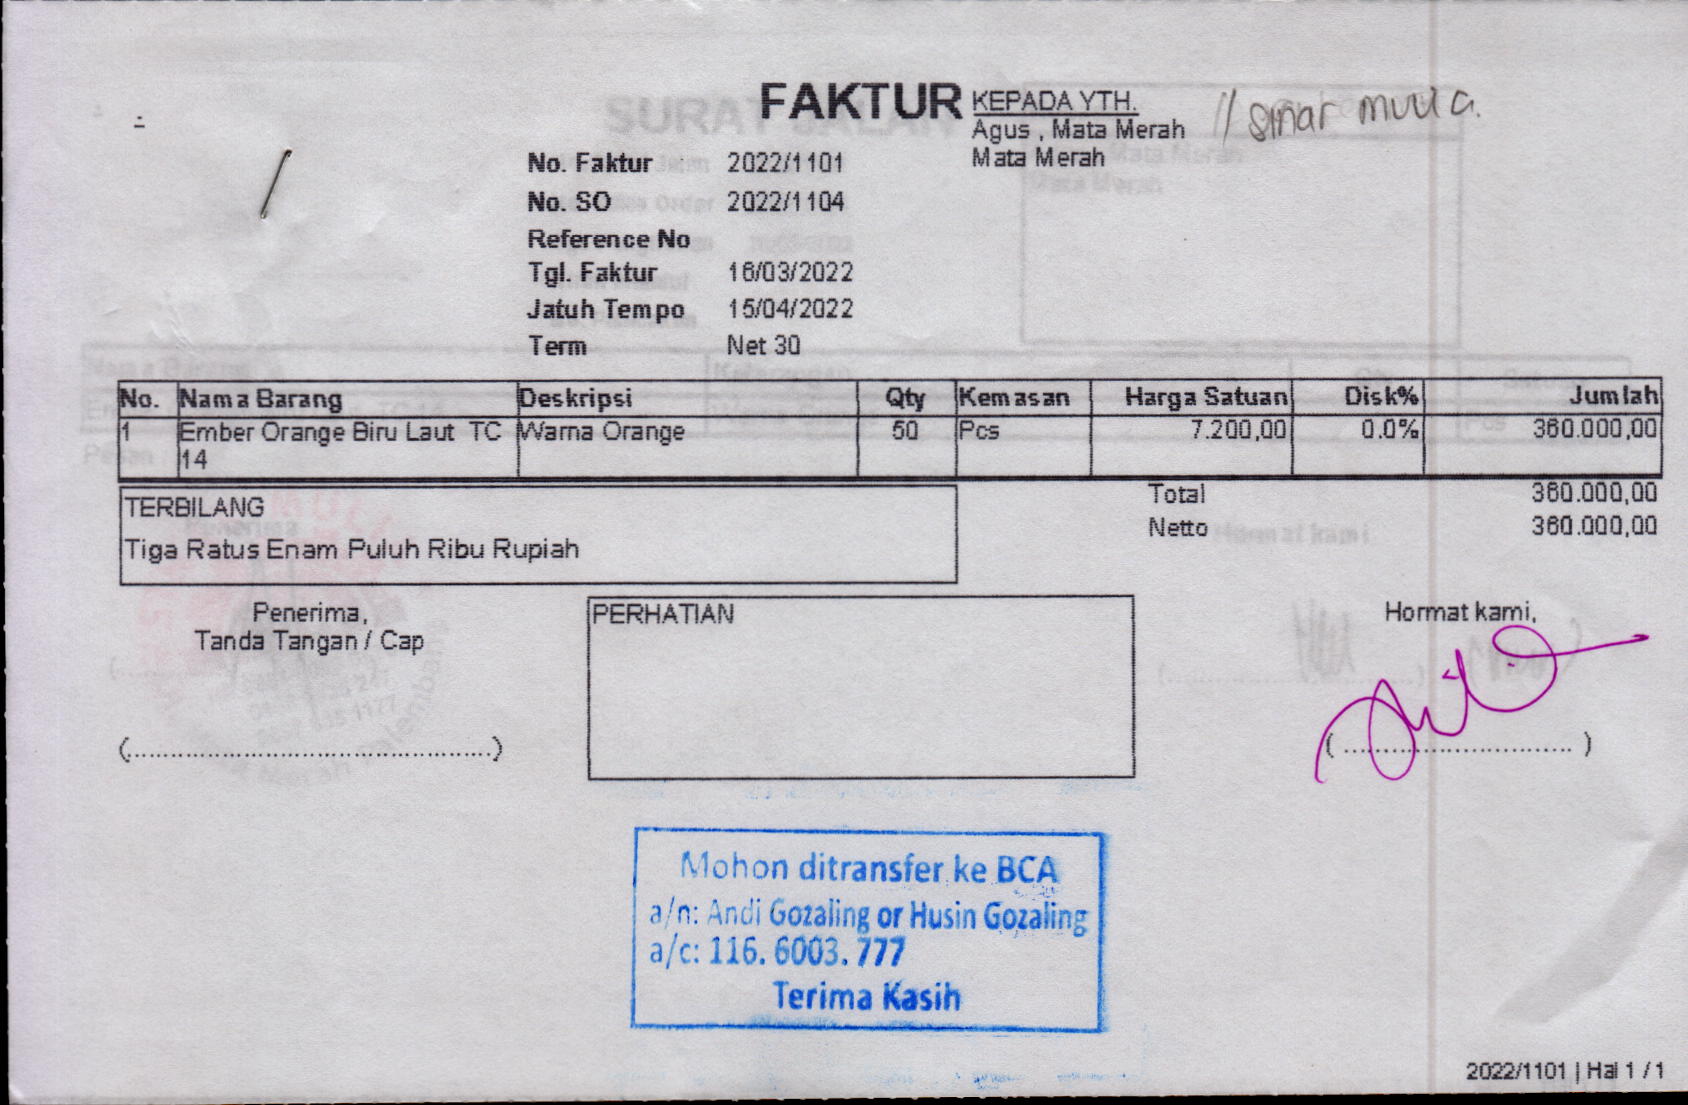 FAKTUR
KEPADA YTH.
Agus , Mata Merah
Mata Merah
// sinar
No. Faktur : 2022/1101
No. SO 2022/1104
Reference No
Tgl. Faktur 16/03/2022
Jatuh Tempo 15/04/2022
Term Net 30
No. Nama Barang Deskripsi Qty Kemasan Harga Satuan Disk% Jumlah
1 Ember Orange Biru Laut TC Warna Orange 50 Pcs 7.200,00 0.0% 360.000,00
14
Total 360.000,00
Netto 360.000,00
TERBILANG
Tiga Ratus Enam Puluh Ribu Rupiah
Penerima,
Tanda Tangan / Cap
(................................................)
PERHATIAN
Hormat kami,
( .............................. )
Mohon ditransfer ke BCA
a/n: Andi Gozaling or Husin Gozaling
a/c: 116. 6003. 777
Terima Kasih
2022/1101 | Hal 1 / 1